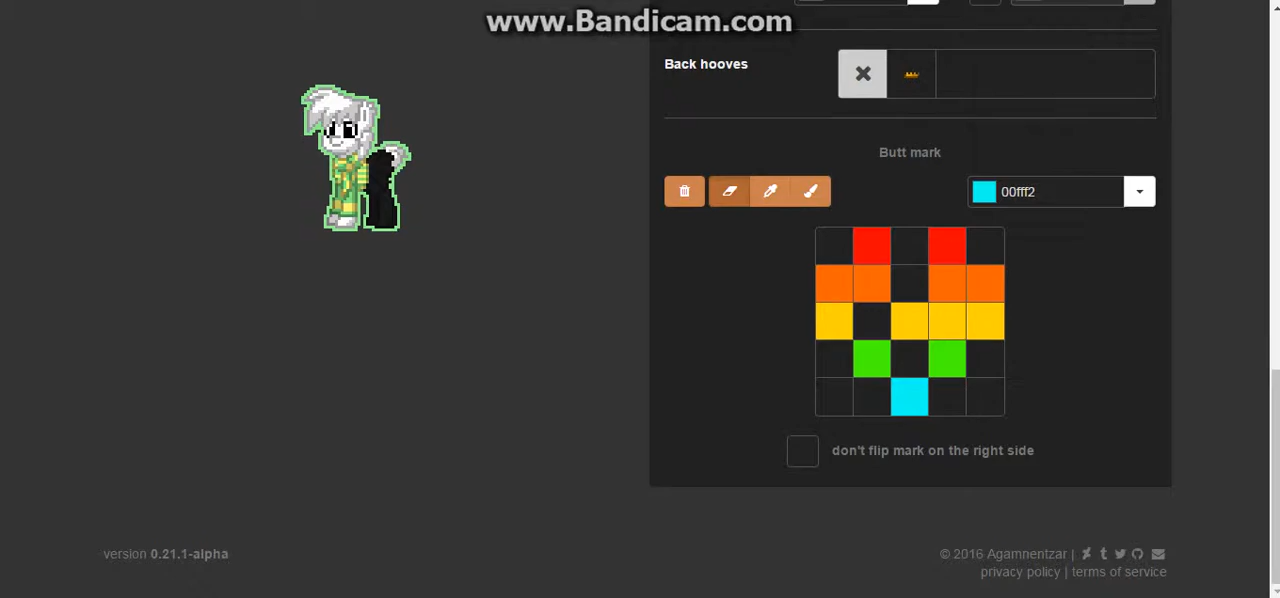 www.Bandicam.com
Back hooves
Butt mark
00fff2
don't flip mark on the right side
version 0.21.1-alpha
© 2016 Agamnentzar |
privacy policy | terms of service